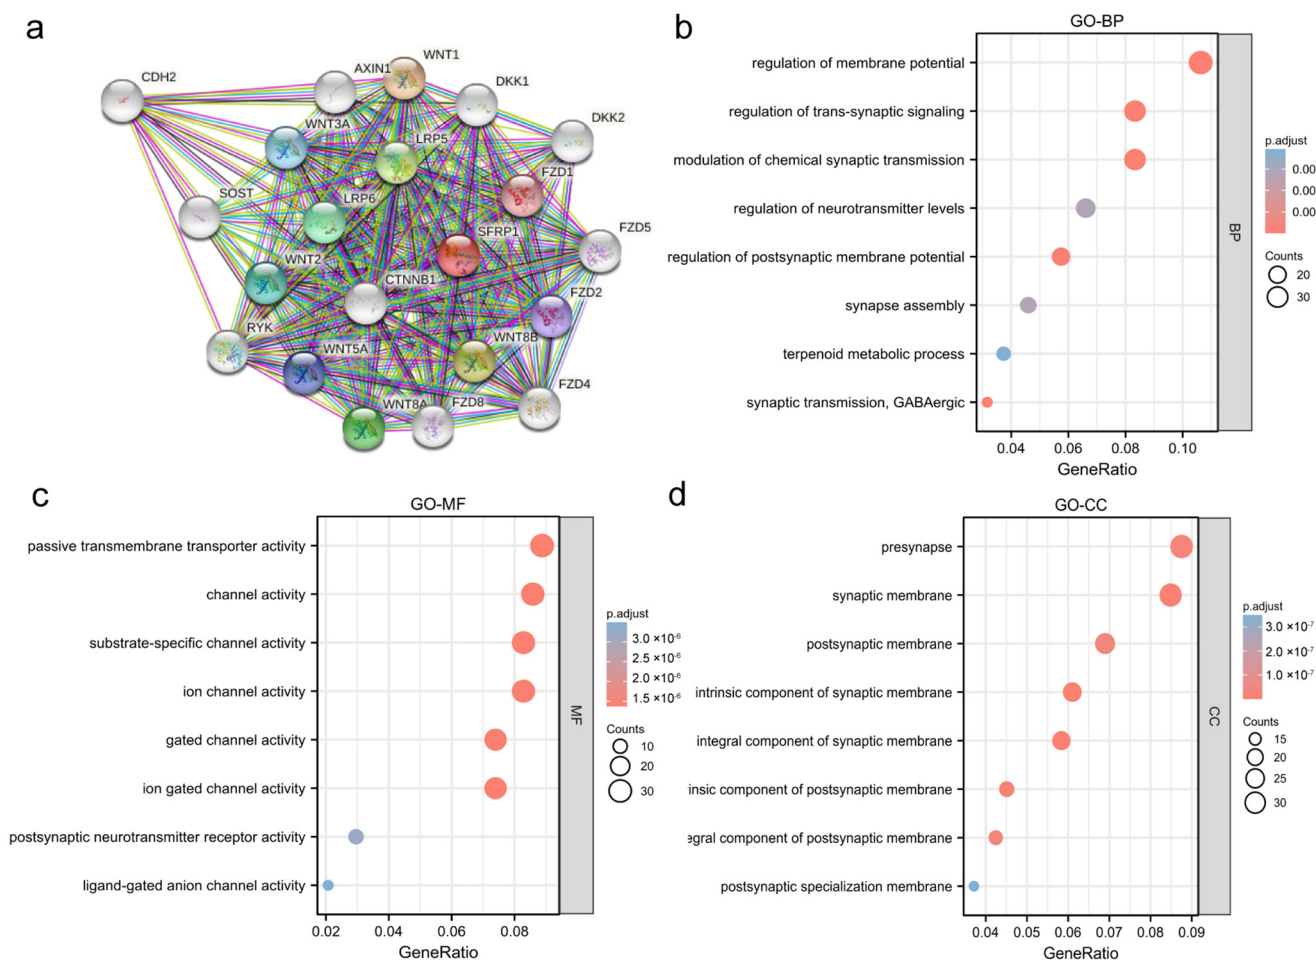 a
CDH2
AXIN1
WNT1
DKK1
DKK2
WNT3A
LRP5
FZD1
SOST
LRP6
SFRP1
FZD5
WNT2
CTNNB1
FZD2
RYK
WNT5A
WNT8B
FZD4
WNT8A
FZD8
b
GO-BP
regulation of membrane potential
regulation of trans-synaptic signaling
modulation of chemical synaptic transmission
regulation of neurotransmitter levels
regulation of postsynaptic membrane potential
synapse assembly
terpenoid metabolic process
synaptic transmission, GABAergic
0.04 0.06 0.08 0.10
GeneRatio
BP
p.adjust
0.00
0.00
0.00
Counts
20
30
c
GO-MF
passive transmembrane transporter activity
channel activity
substrate-specific channel activity
ion channel activity
gated channel activity
ion gated channel activity
postsynaptic neurotransmitter receptor activity
ligand-gated anion channel activity
0.02 0.04 0.06 0.08
GeneRatio
MF
p.adjust
3.0 ×10⁻⁶
2.5 ×10⁻⁶
2.0 ×10⁻⁶
1.5 ×10⁻⁶
Counts
10
20
30
d
GO-CC
presynapse
synaptic membrane
postsynaptic membrane
intrinsic component of synaptic membrane
integral component of synaptic membrane
insic component of postsynaptic membrane
egral component of postsynaptic membrane
postsynaptic specialization membrane
0.04 0.05 0.06 0.07 0.08 0.09
GeneRatio
CC
p.adjust
3.0 ×10⁻⁷
2.0 ×10⁻⁷
1.0 ×10⁻⁷
Counts
15
20
25
30